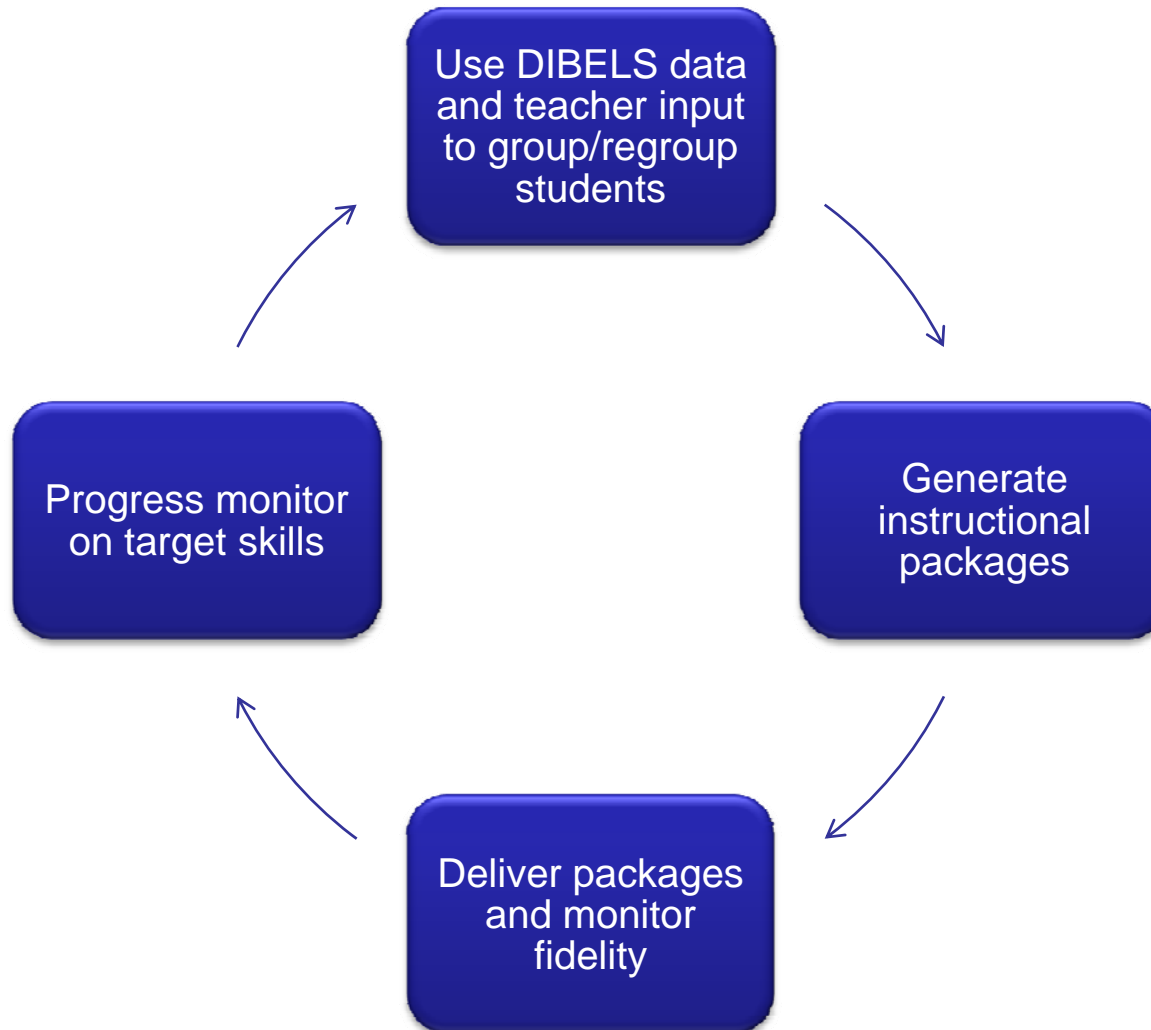 Use DIBELS data
and teacher input
to group/regroup
students
Generate
instructional
packages
Deliver packages
and monitor
fidelity
Progress monitor
on target skills